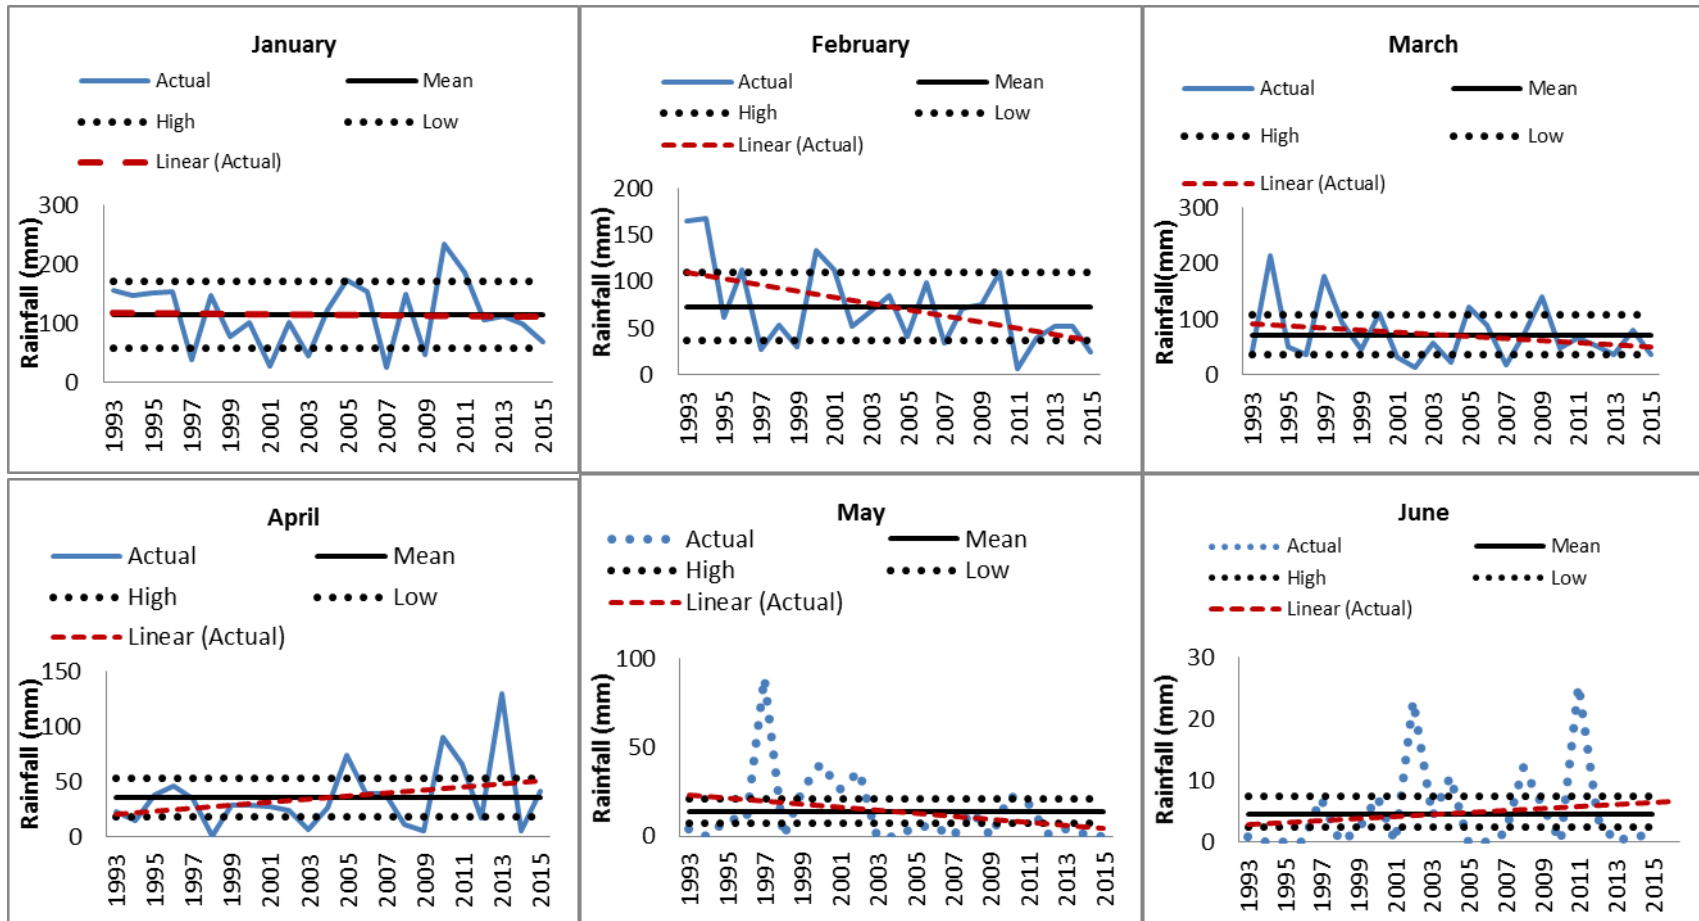 January
Actual Mean
High Low
Linear (Actual)
Rainfall (mm)
300
200
100
0
1993 1995 1997 1999 2001 2003 2005 2007 2009 2011 2013 2015
February
Actual Mean
High Low
Linear (Actual)
Rainfall (mm)
200
150
100
50
0
1993 1995 1997 1999 2001 2003 2005 2007 2009 2011 2013 2015
March
Actual Mean
High Low
Linear (Actual)
Rainfall(mm)
300
200
100
0
1993 1995 1997 1999 2001 2003 2005 2007 2009 2011 2013 2015
April
Actual Mean
High Low
Linear (Actual)
Rainfall (mm)
150
100
50
0
1993 1995 1997 1999 2001 2003 2005 2007 2009 2011 2013 2015
May
Actual Mean
High Low
Linear (Actual)
Rainfall (mm)
100
50
0
1993 1995 1997 1999 2001 2003 2005 2007 2009 2011 2013 2015
June
Actual Mean
High Low
Linear (Actual)
Rainfall (mm)
30
20
10
0
1993 1995 1997 1999 2001 2003 2005 2007 2009 2011 2013 2015